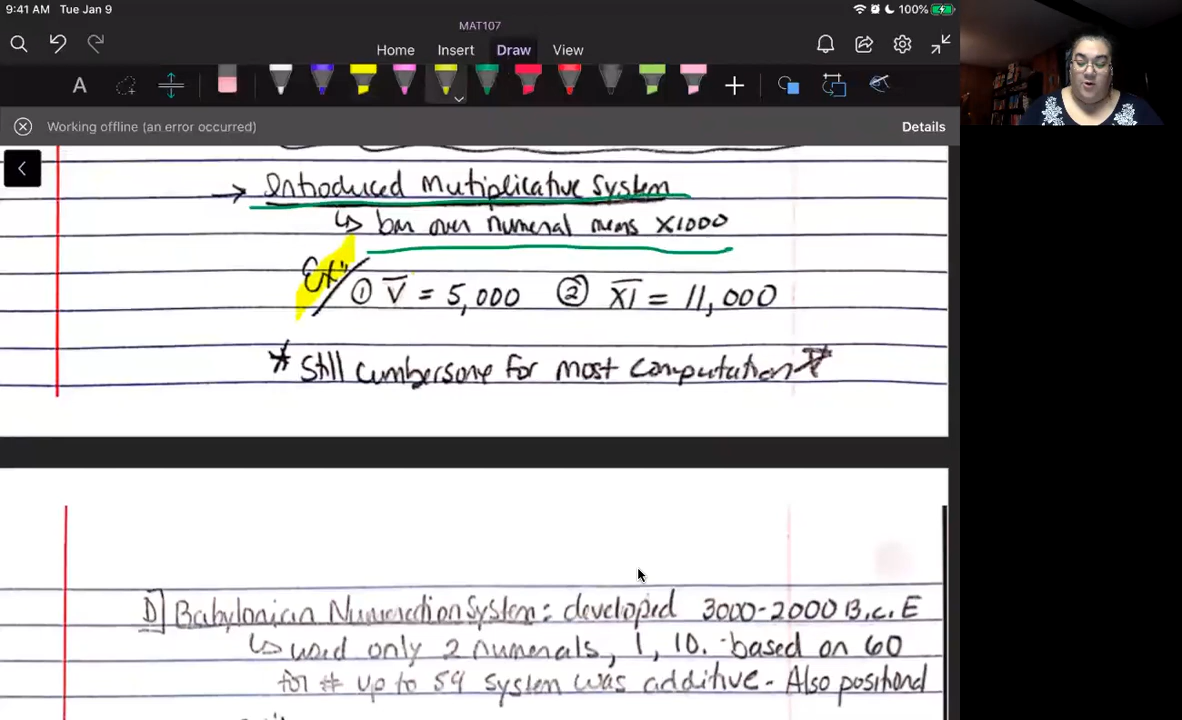 9:41 AM Tue Jan 9
100%
MAT107
Home Insert Draw View
A
Working offline (an error occurred)
Details
→ Introduced Mutiplicative System
↳ bar over numeral means x1000
Ex:/ ① V̅ = 5,000 ② X̅I̅ = 11,000
* Still cumbersome for most computation *
D] Babylonian Numeration System: developed 3000-2000 B.C.E
↳ used only 2 numerals, 1, 10. based on 60
for # up to 59 system was additive. Also positional